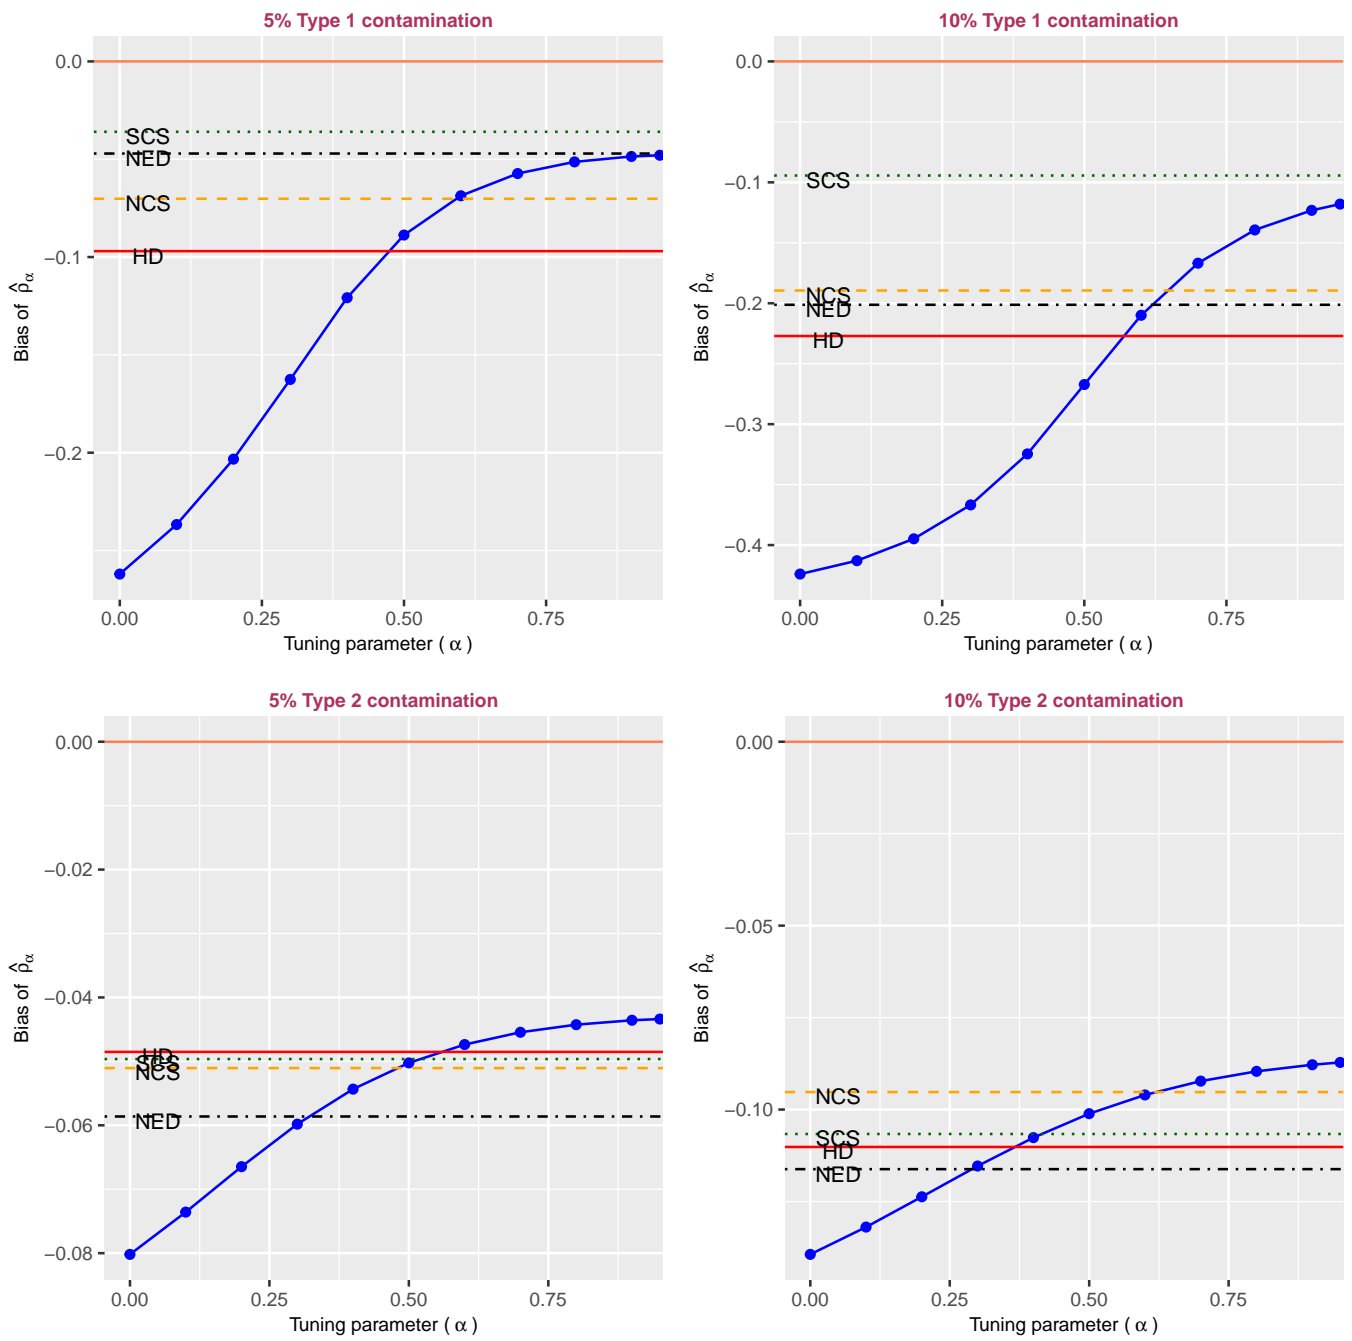 5% Type 1 contamination
0.0
−0.1
−0.2
Bias of ρ̂α
SCS
NED
NCS
HD
0.00 0.25 0.50 0.75
Tuning parameter ( α )
10% Type 1 contamination
0.0
−0.1
−0.2
−0.3
−0.4
Bias of ρ̂α
SCS
NCS
NED
HD
0.00 0.25 0.50 0.75
Tuning parameter ( α )
5% Type 2 contamination
0.00
−0.02
−0.04
−0.06
−0.08
Bias of ρ̂α
HD
SCS
NCS
NED
0.00 0.25 0.50 0.75
Tuning parameter ( α )
10% Type 2 contamination
0.00
−0.05
−0.10
Bias of ρ̂α
NCS
SCS
HD
NED
0.00 0.25 0.50 0.75
Tuning parameter ( α )